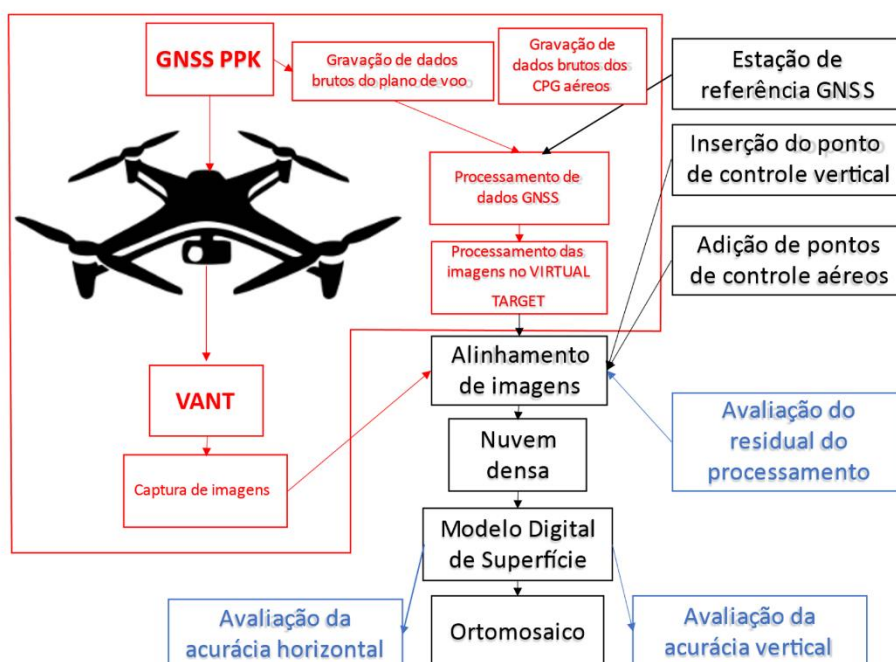 GNSS PPK
Gravação de dados
brutos do plano de voo
Gravação de
dados brutos dos
CPG aéreos
Estação de
referência GNSS
Inserção do ponto
de controle vertical
Processamento de
dados GNSS
Processamento das
imagens no VIRTUAL
TARGET
Adição de pontos
de controle aéreos
Alinhamento
de imagens
VANT
Avaliação do
residual do
processamento
Nuvem
densa
Captura de imagens
Modelo Digital
de Superfície
Avaliação da
acurácia horizontal
Ortomosaico
Avaliação da
acurácia vertical